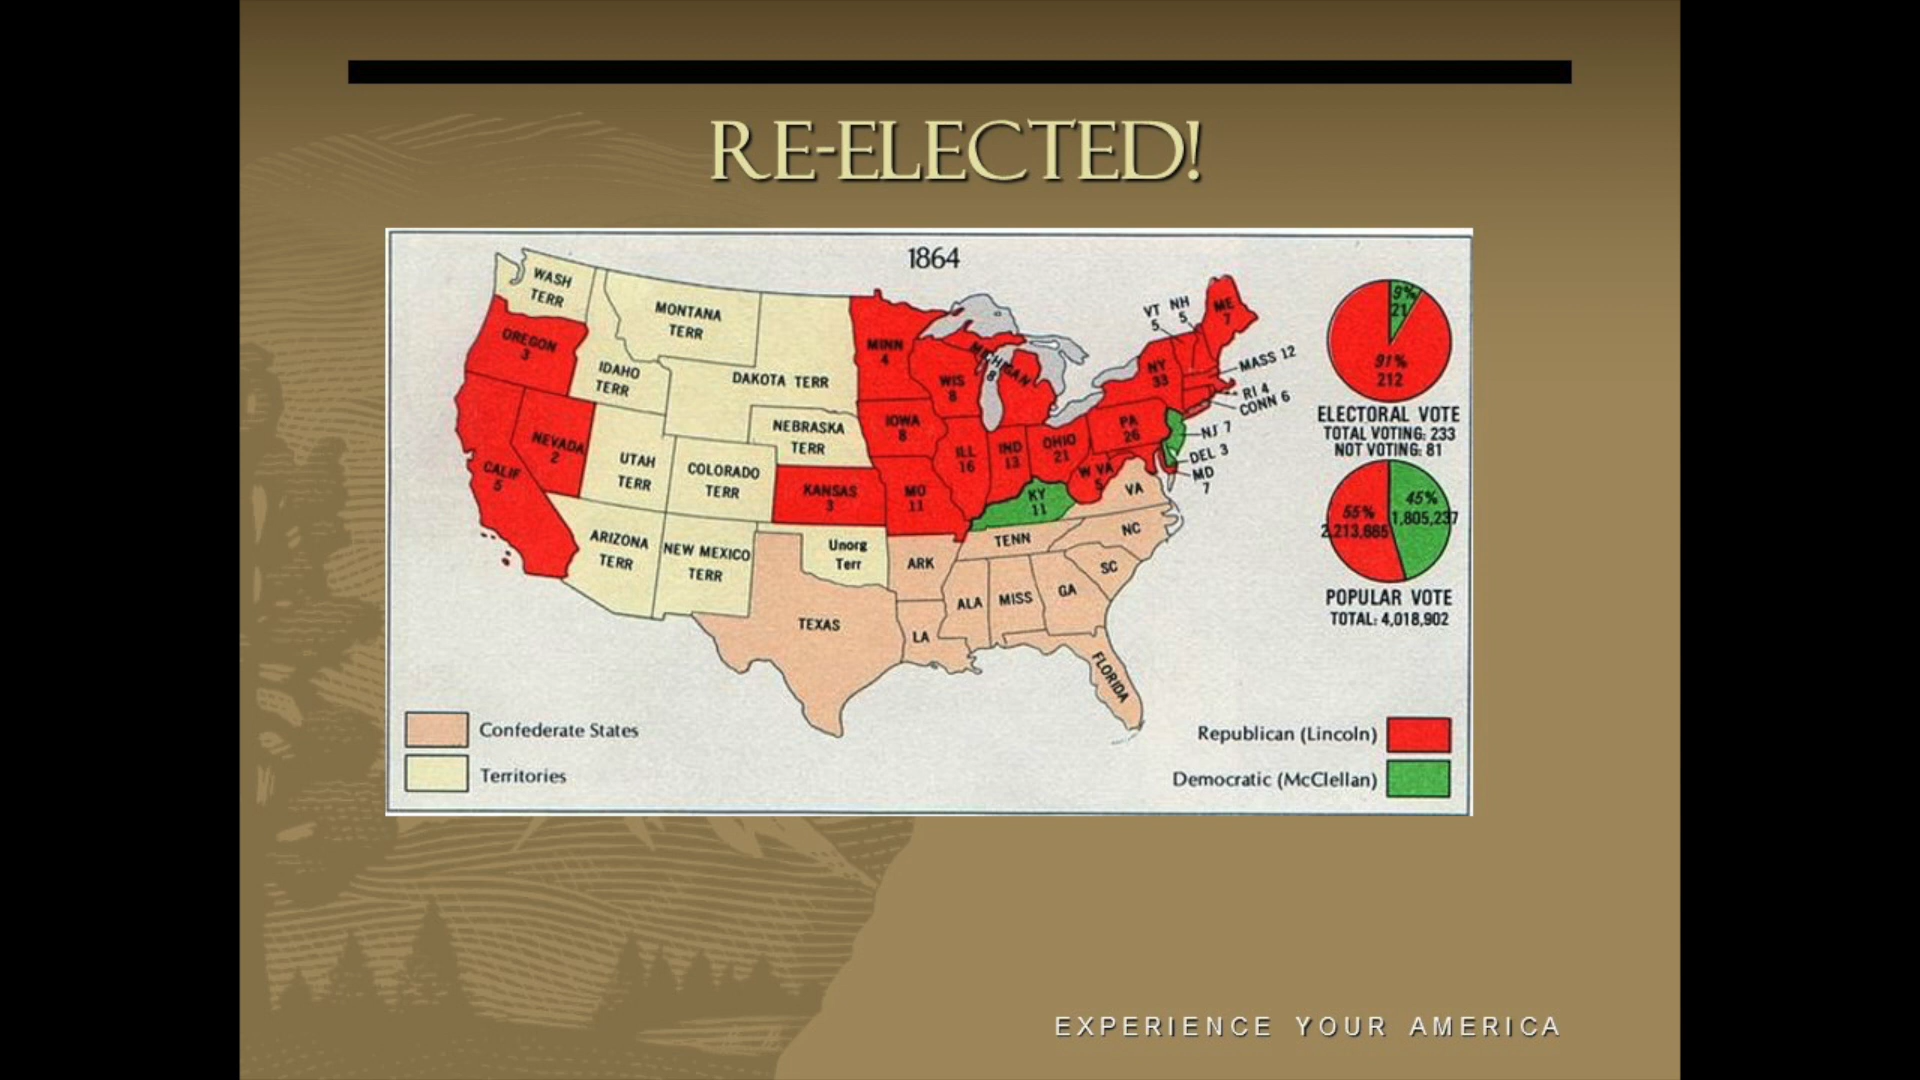 RE-ELECTED!
1864
WASH
TERR
MONTANA
TERR
OREGON
3
IDAHO
TERR
DAKOTA TERR
MINN
4
WIS
8
MICHIGAN
8
VT
5
NH
5
ME
7
NY
33
MASS 12
RI 4
CONN 6
NEBRASKA
TERR
IOWA
8
NEVADA
2
CALIF
5
UTAH
TERR
COLORADO
TERR
KANSAS
3
MO
11
ILL
16
IND
13
OHIO
21
PA
26
NJ 7
DEL 3
MD
7
W VA
5
VA
KY
11
ARIZONA
TERR
NEW MEXICO
TERR
Unorg
Terr
ARK
TENN
NC
SC
TEXAS
LA
ALA
MISS
GA
FLORIDA
9%
21
91%
212
ELECTORAL VOTE
TOTAL VOTING: 233
NOT VOTING: 81
55%
2,213,665
45%
1,805,237
POPULAR VOTE
TOTAL: 4,018,902
Confederate States
Territories
Republican (Lincoln)
Democratic (McClellan)
EXPERIENCE YOUR AMERICA